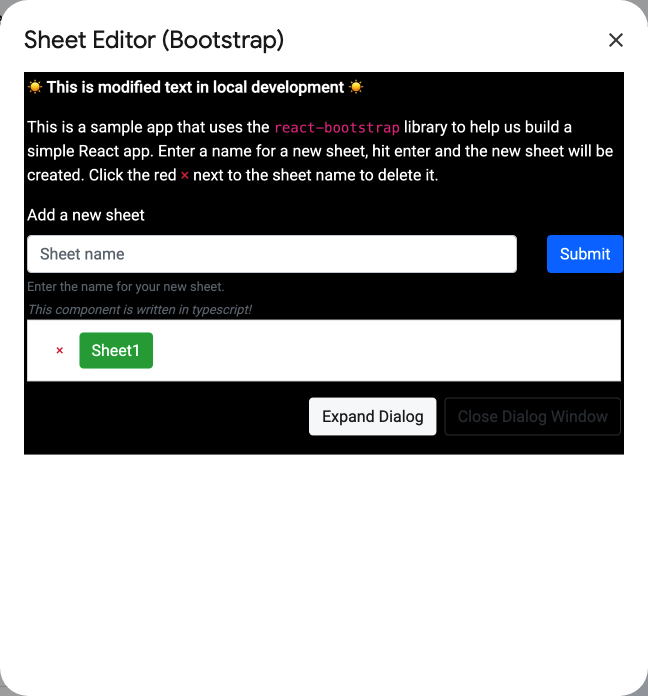 Sheet Editor (Bootstrap)
☀️ This is modified text in local development ☀️
This is a sample app that uses the react-bootstrap library to help us build a
simple React app. Enter a name for a new sheet, hit enter and the new sheet will be
created. Click the red × next to the sheet name to delete it.
Add a new sheet
Sheet name
Submit
Enter the name for your new sheet.
This component is written in typescript!
× Sheet1
Expand Dialog
Close Dialog Window